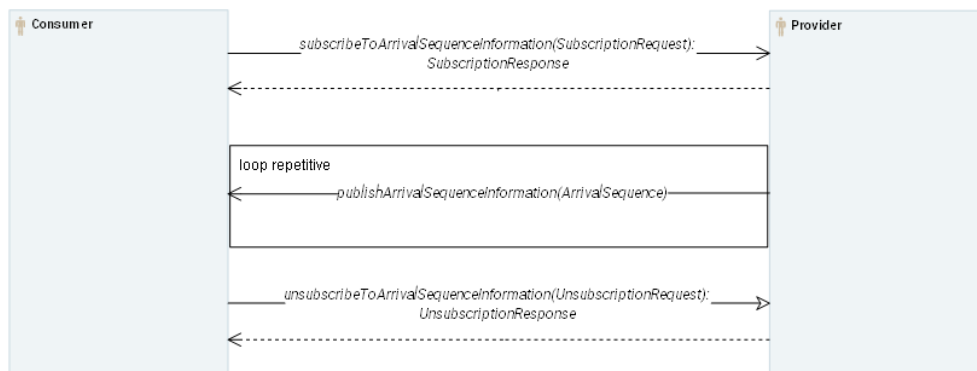 Consumer
Provider
subscribeToArrivalSequenceInformation(SubscriptionRequest):
SubscriptionResponse
loop repetitive
publishArrivalSequenceInformation(ArrivalSequence)
unsubscribeToArrivalSequenceInformation(UnsubscriptionRequest):
UnsubscriptionResponse